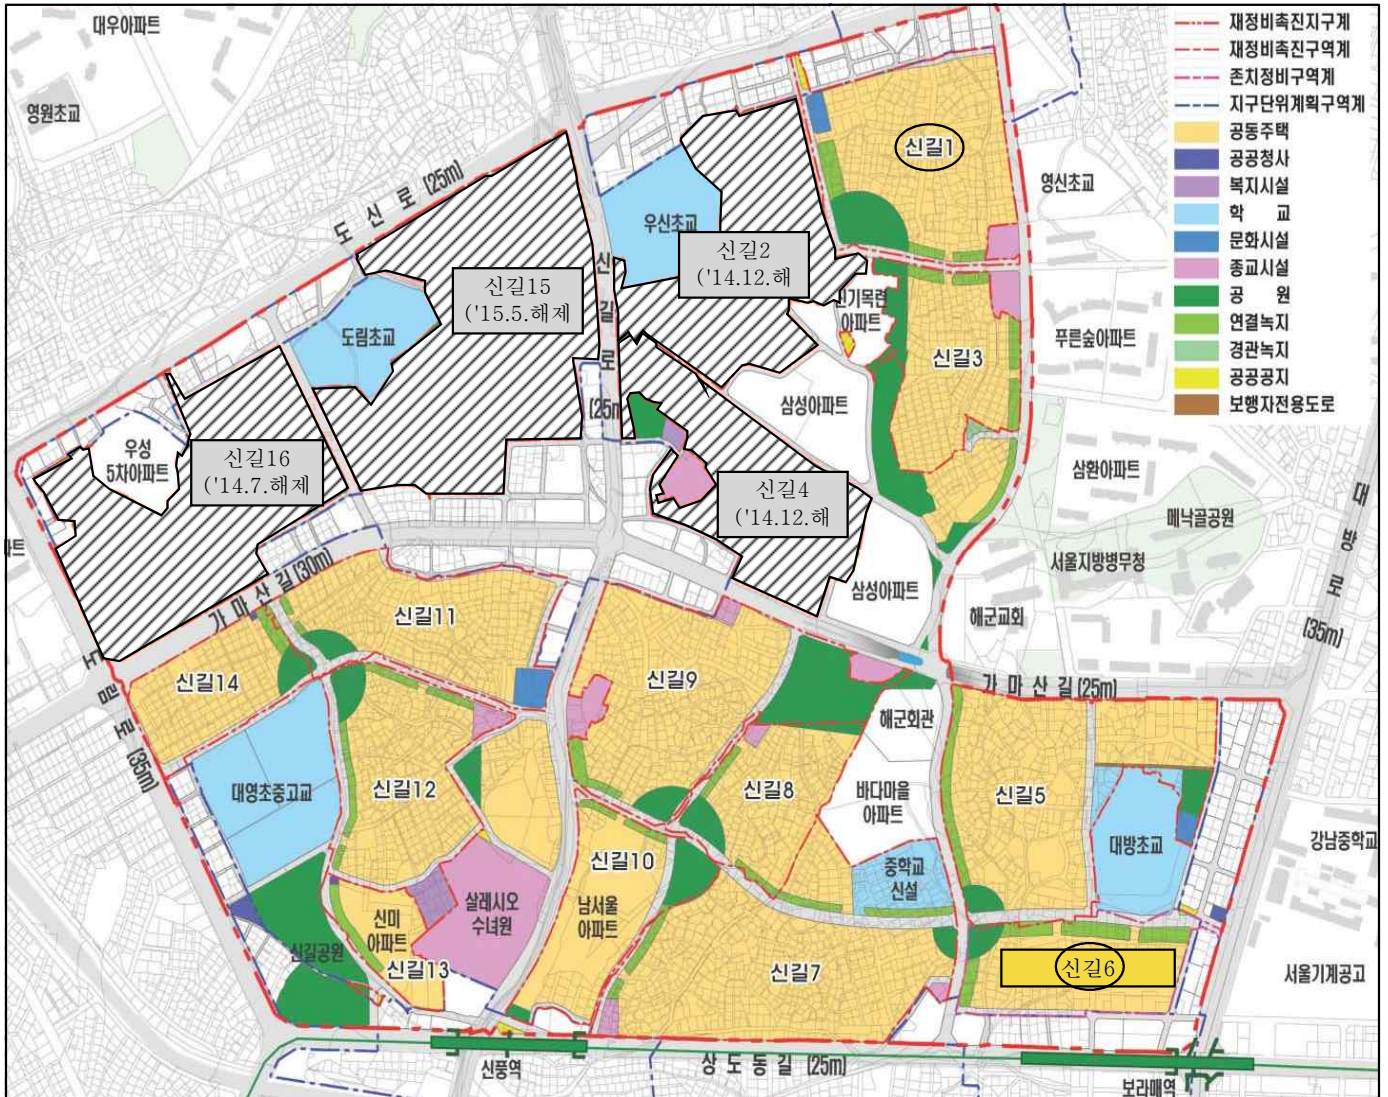 대우아파트
영원초교
도 신 로 (25m)
신길1
영신초교
우신초교
신길2
('14.12.해
신길15
('15.5.해제
도림초교
신 길 로
(25m
신기목련
아파트
신길3
푸른숲아파트
삼성아파트
우성
5차아파트
신길16
('14.7.해제
신길4
('14.12.해
삼환아파트
메낙골공원
서울지방병무청
대 방 로 (35m)
파트
가 마 산 길 (30m)
신길11
삼성아파트
해군교회
신길14
신길9
가 마 산 길 (25m)
해군회관
도 림 로 (35m)
대영초중고교
신길12
신길8
바다마을
아파트
신길5
대방초교
강남중학교
신길10
중학교
신설
남서울
아파트
살레시오
수녀원
신미
아파트
신길13
신길공원
신길7
신길6
서울기계공고
신풍역
상 도 동 길 (25m)
보라매역
재정비촉진지구계
재정비촉진구역계
존치정비구역계
지구단위계획구역계
공동주택
공공청사
복지시설
학 교
문화시설
종교시설
공 원
연결녹지
경관녹지
공공공지
보행자전용도로